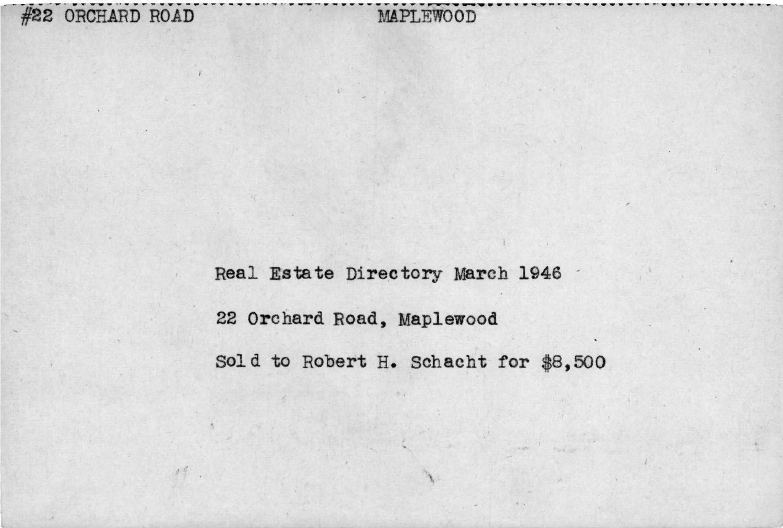 #22 ORCHARD ROAD MAPLEWOOD
Real Estate Directory March 1946
22 Orchard Road, Maplewood
Sold to Robert H. Schacht for $8,500